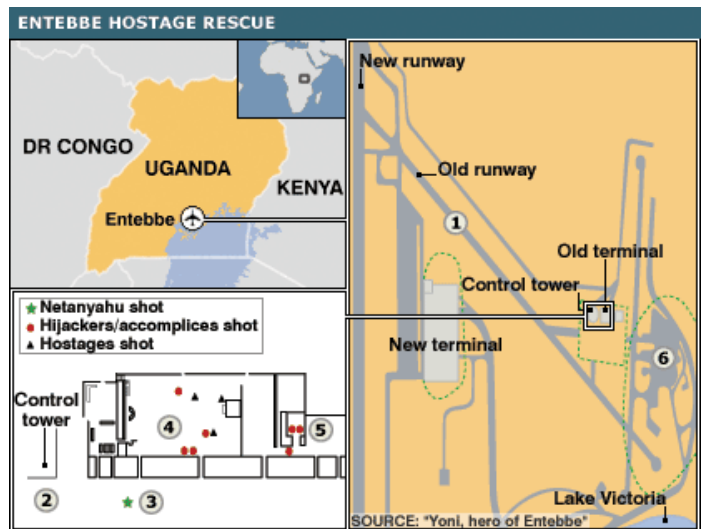 ENTEBBE HOSTAGE RESCUE
DR CONGO
UGANDA
KENYA
Entebbe
Netanyahu shot
Hijackers/accomplices shot
Hostages shot
Control
tower
4
5
2
3
New runway
Old runway
1
Old terminal
Control tower
New terminal
6
Lake Victoria
SOURCE: "Yoni, hero of Entebbe"